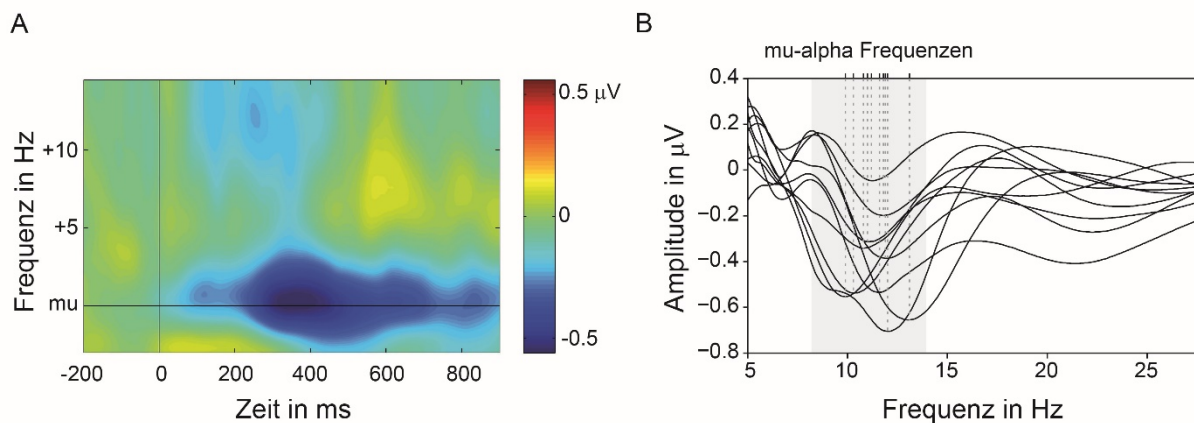 A
Frequenz in Hz
+10
+5
mu
-200
0
200
400
600
800
Zeit in ms
0.5 µV
0
-0.5
B
mu-alpha Frequenzen
Amplitude in µV
0.4
0.2
0
−0.2
−0.4
−0.6
−0.8
5
10
15
20
25
Frequenz in Hz